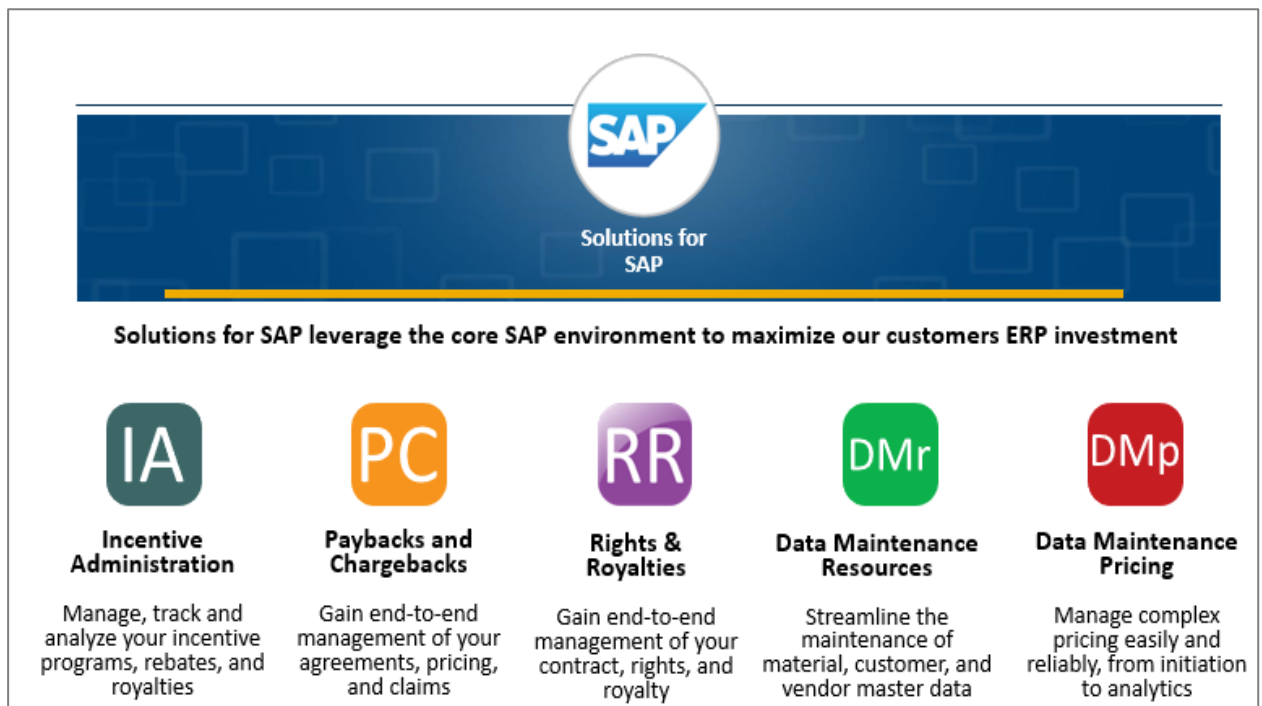 SAP
Solutions for
SAP
Solutions for SAP leverage the core SAP environment to maximize our customers ERP investment
IA
Incentive
Administration
Manage, track and
analyze your incentive
programs, rebates, and
royalties
PC
Paybacks and
Chargebacks
Gain end-to-end
management of your
agreements, pricing,
and claims
RR
Rights &
Royalties
Gain end-to-end
management of your
contract, rights, and
royalty
DMr
Data Maintenance
Resources
Streamline the
maintenance of
material, customer, and
vendor master data
DMp
Data Maintenance
Pricing
Manage complex
pricing easily and
reliably, from initiation
to analytics